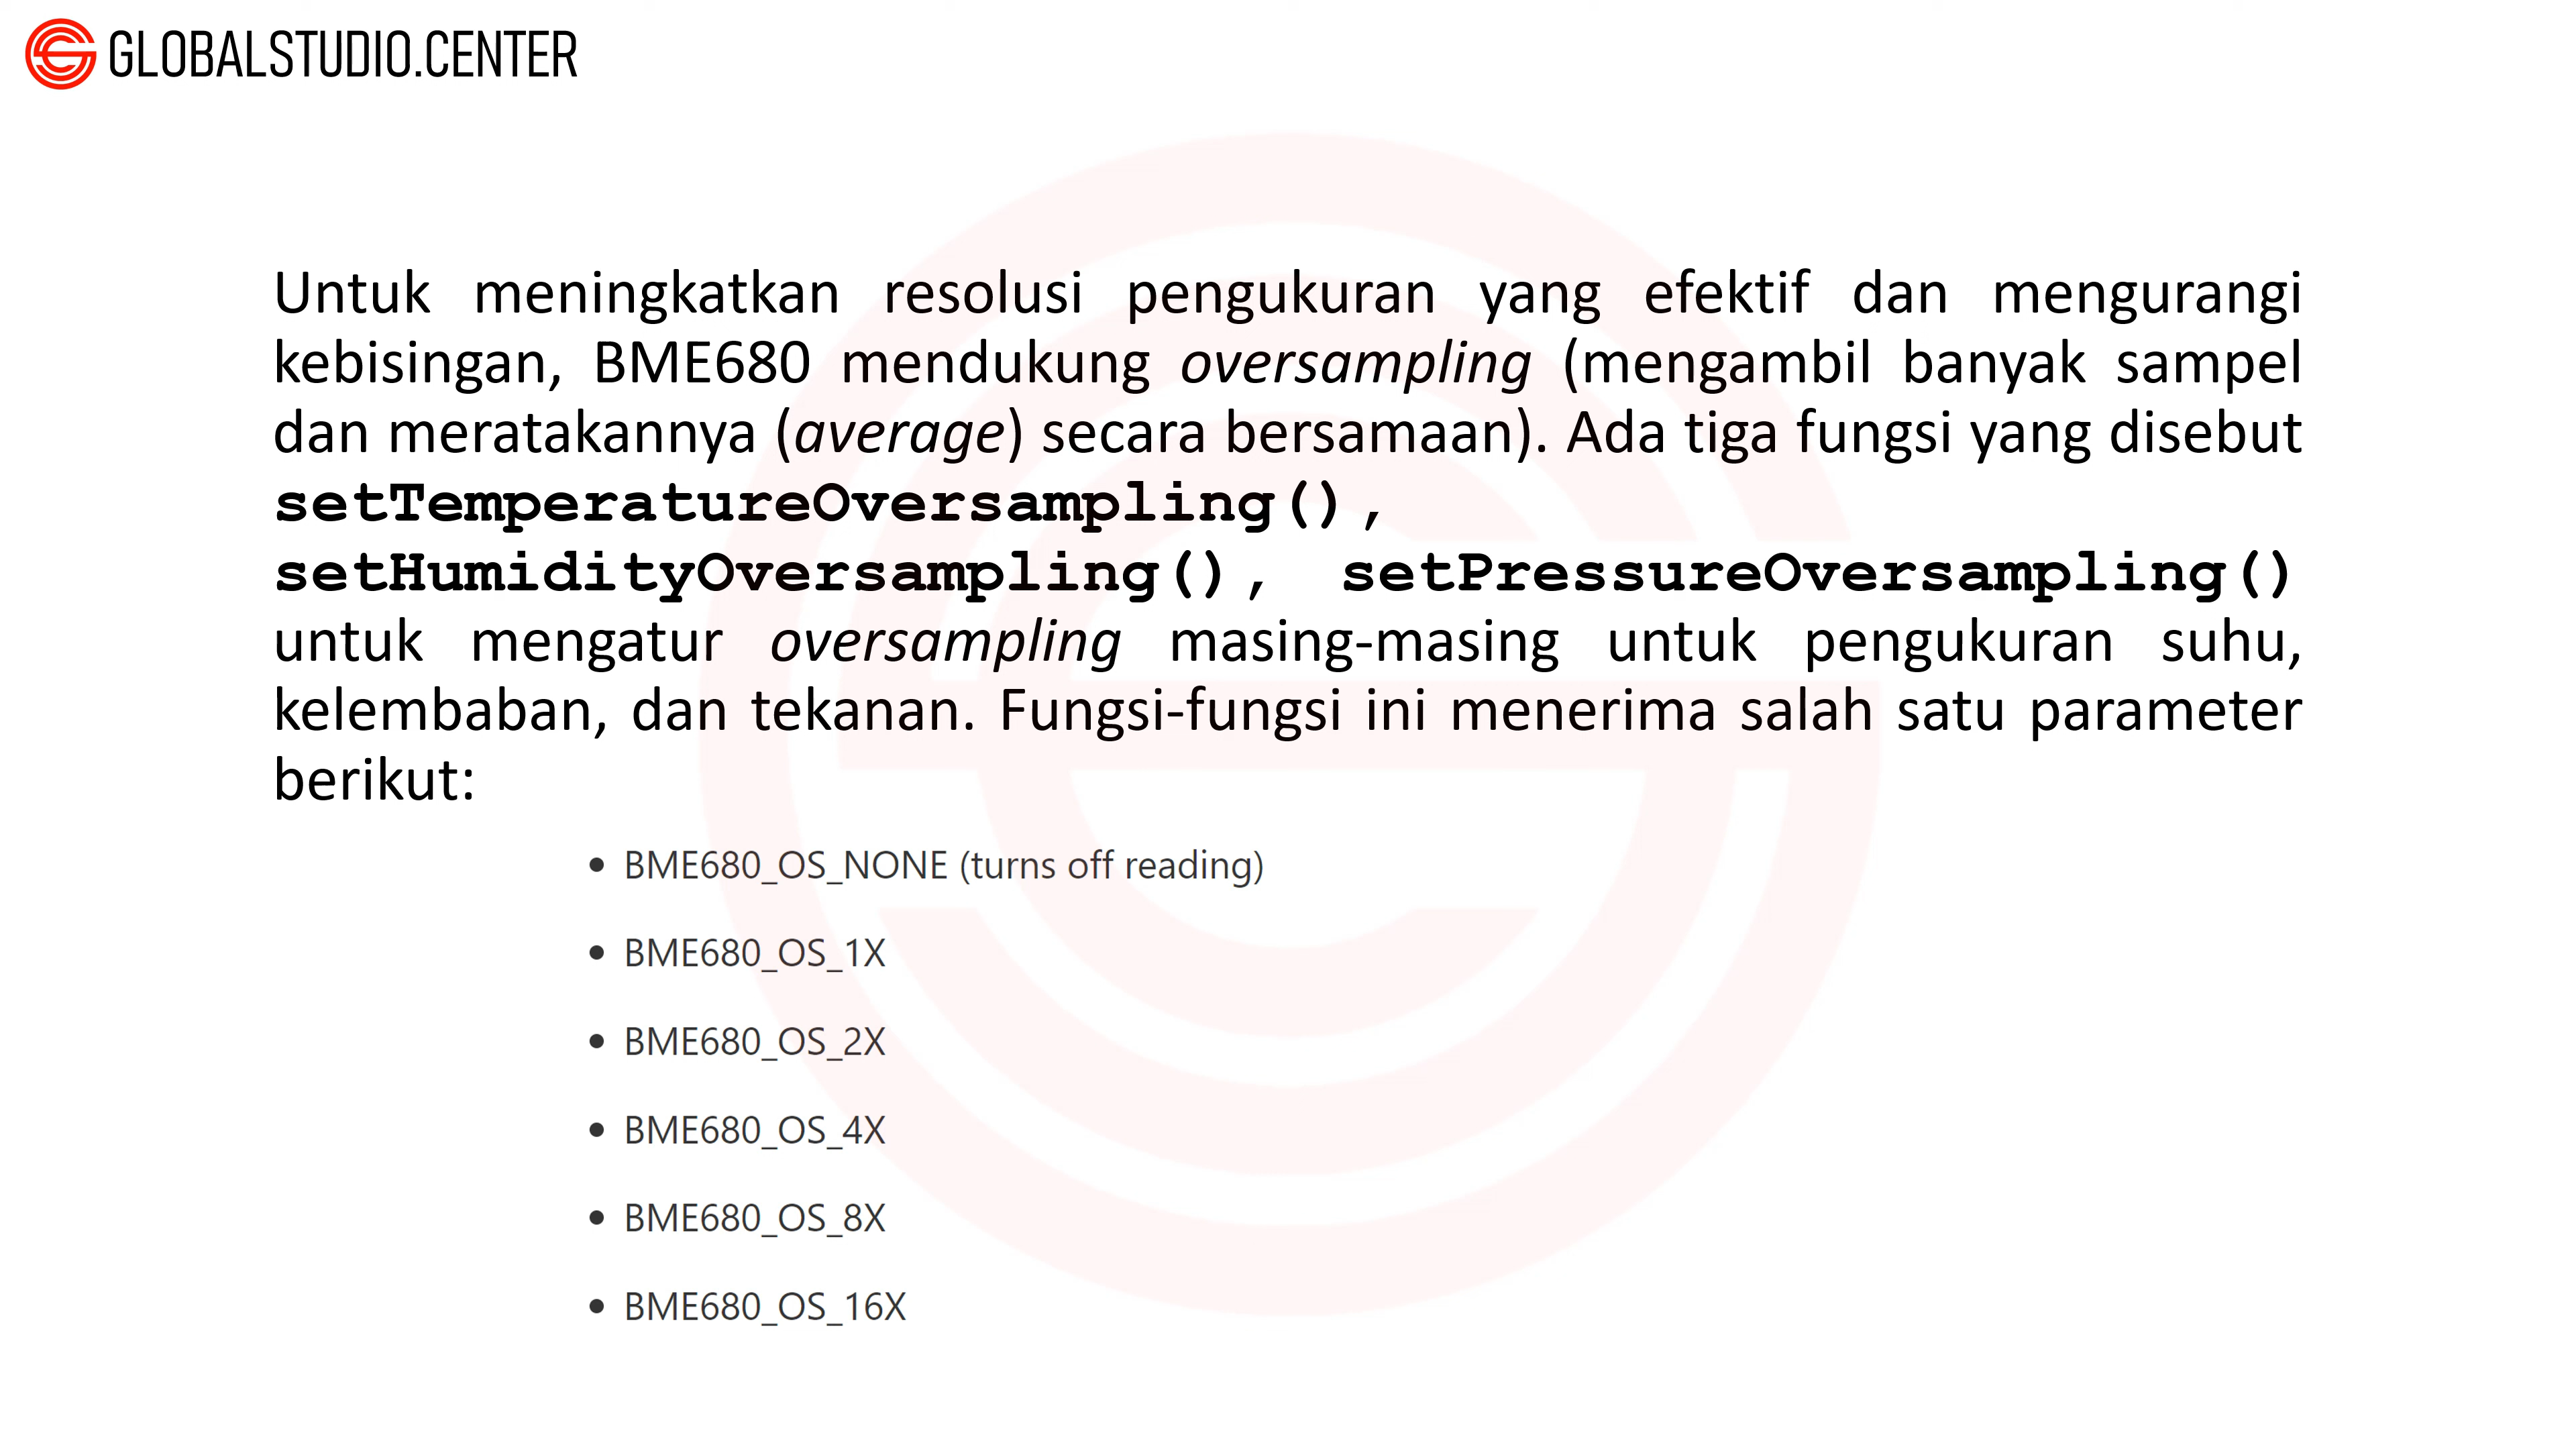 GLOBALSTUDIO.CENTER
Untuk meningkatkan resolusi pengukuran yang efektif dan mengurangi
kebisingan, BME680 mendukung oversampling (mengambil banyak sampel
dan meratakannya (average) secara bersamaan). Ada tiga fungsi yang disebut
setTemperatureOversampling(),
setHumidityOversampling(), setPressureOversampling()
untuk mengatur oversampling masing-masing untuk pengukuran suhu,
kelembaban, dan tekanan. Fungsi-fungsi ini menerima salah satu parameter
berikut:
• BME680_OS_NONE (turns off reading)
• BME680_OS_1X
• BME680_OS_2X
• BME680_OS_4X
• BME680_OS_8X
• BME680_OS_16X